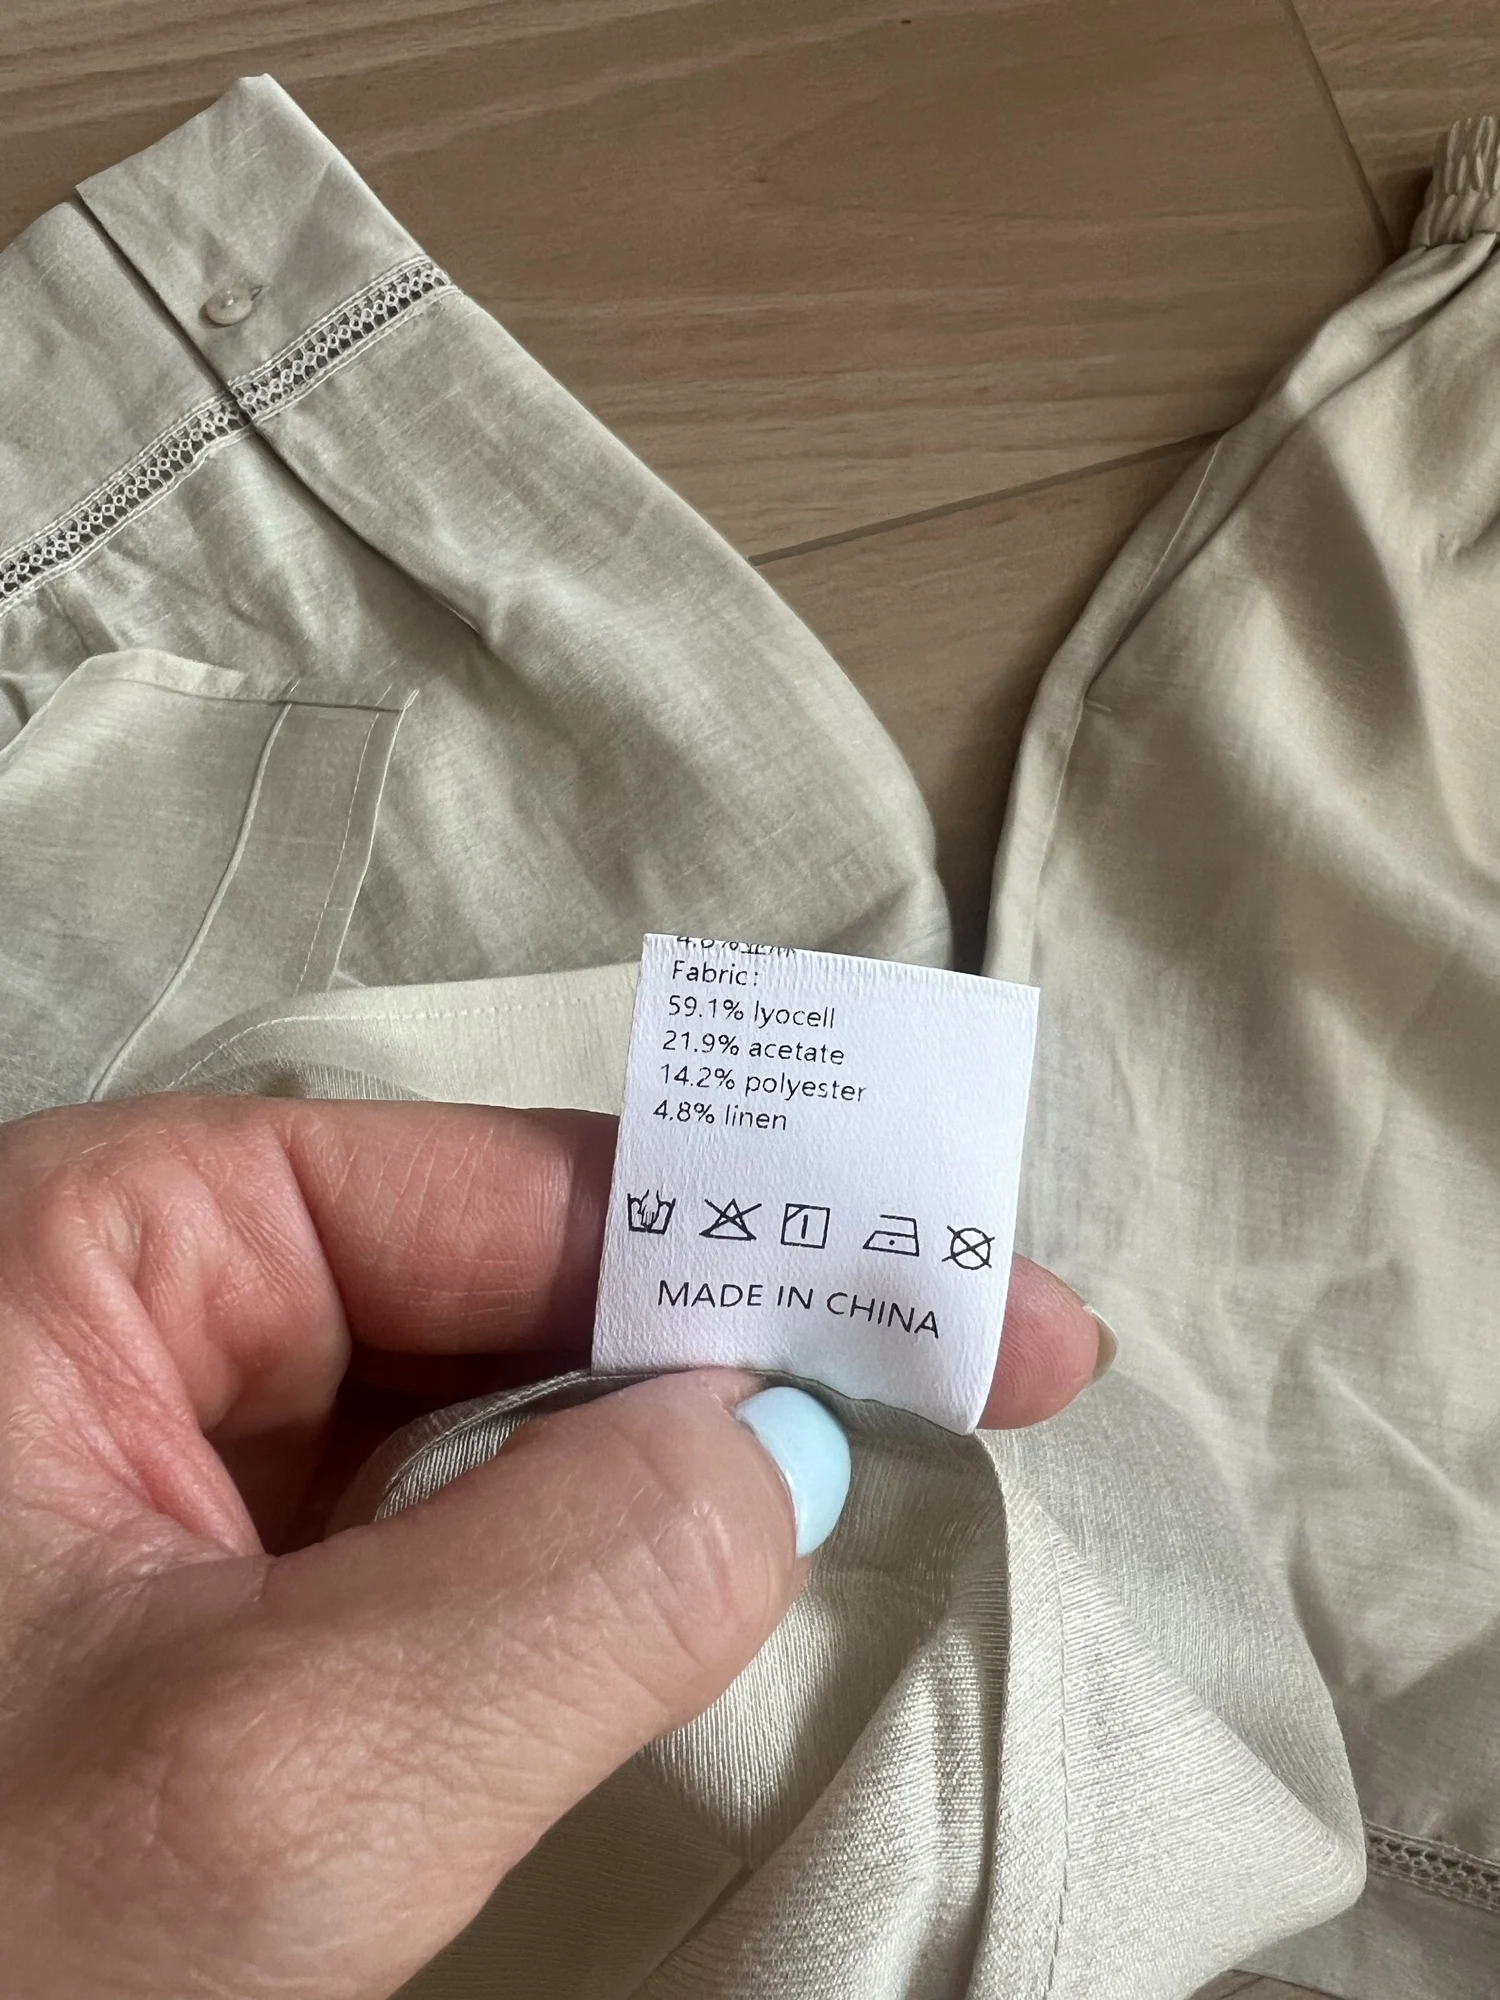 Fabric:
59.1% lyocell
21.9% acetate
14.2% polyester
4.8% linen
MADE IN CHINA